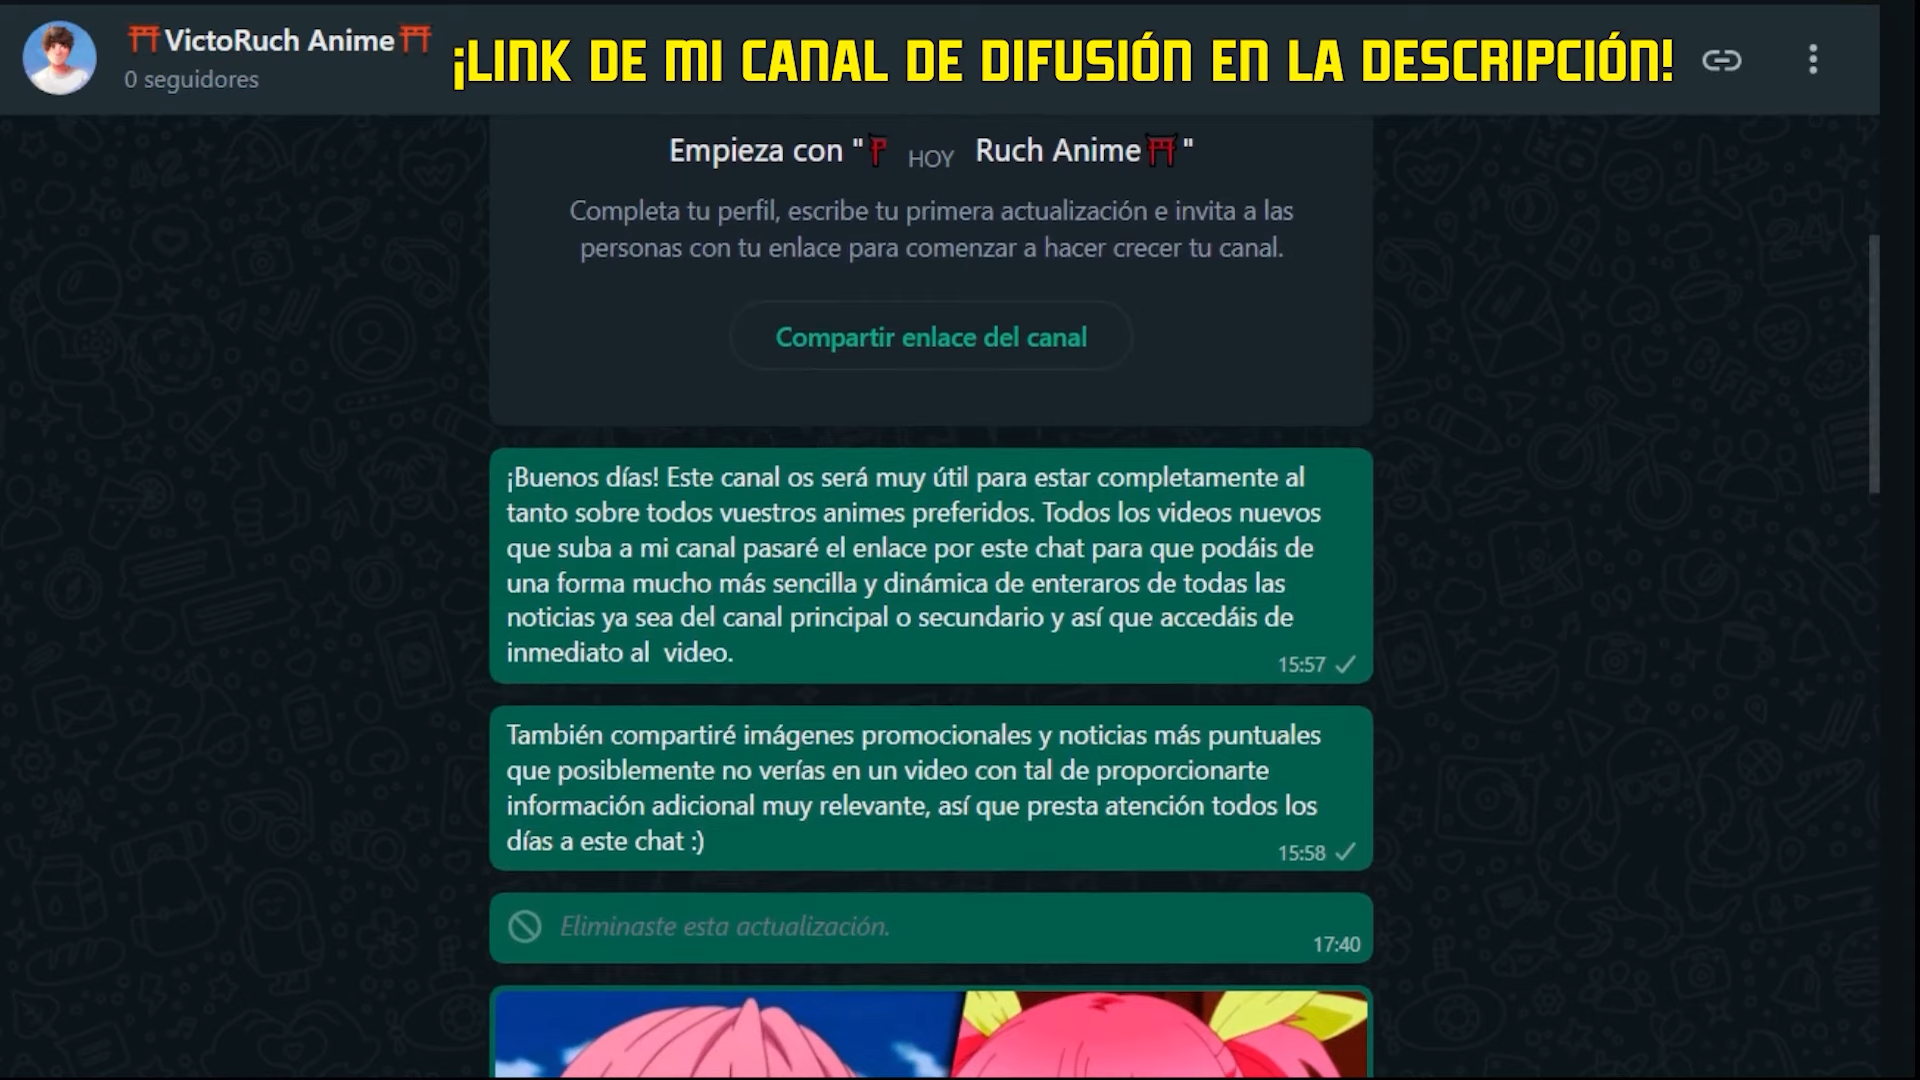 ⛩️VictoRuch Anime⛩️
0 seguidores
¡LINK DE MI CANAL DE DIFUSIÓN EN LA DESCRIPCIÓN!
Empieza con "⛩️ HOY Ruch Anime⛩️"
Completa tu perfil, escribe tu primera actualización e invita a las
personas con tu enlace para comenzar a hacer crecer tu canal.
Compartir enlace del canal
¡Buenos días! Este canal os será muy útil para estar completamente al
tanto sobre todos vuestros animes preferidos. Todos los videos nuevos
que suba a mi canal pasaré el enlace por este chat para que podáis de
una forma mucho más sencilla y dinámica de enteraros de todas las
noticias ya sea del canal principal o secundario y así que accedáis de
inmediato al  video.
15:57
También compartiré imágenes promocionales y noticias más puntuales
que posiblemente no verías en un video con tal de proporcionarte
información adicional muy relevante, así que presta atención todos los
días a este chat :)
15:58
Eliminaste esta actualización.
17:40